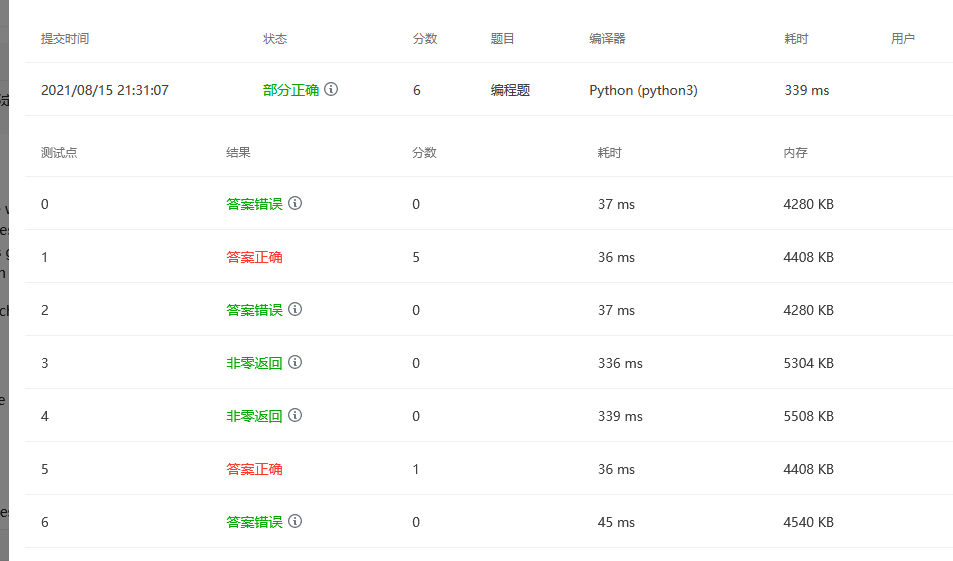 提交时间 状态 分数 题目 编译器 耗时 用户
2021/08/15 21:31:07 部分正确 6 编程题 Python (python3) 339 ms
测试点 结果 分数 耗时 内存
0 答案错误 0 37 ms 4280 KB
1 答案正确 5 36 ms 4408 KB
2 答案错误 0 37 ms 4280 KB
3 非零返回 0 336 ms 5304 KB
4 非零返回 0 339 ms 5508 KB
5 答案正确 1 36 ms 4408 KB
6 答案错误 0 45 ms 4540 KB